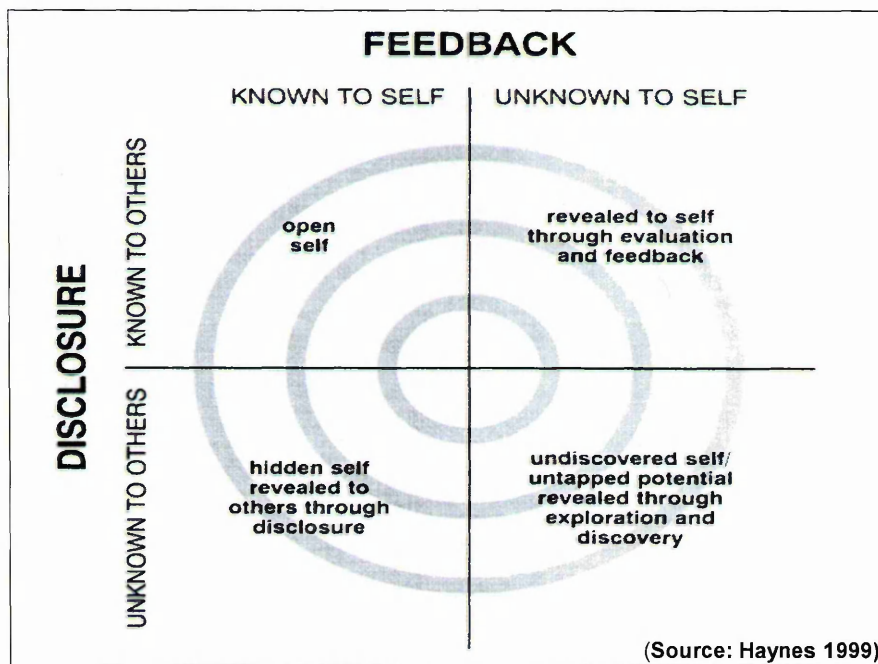 FEEDBACK
KNOWN TO SELF
UNKNOWN TO SELF
DISCLOSURE
KNOWN TO OTHERS
open
self
revealed to self
through evaluation
and feedback
UNKNOWN TO OTHERS
hidden self
revealed to
others through
disclosure
undiscovered self/
untapped potential
revealed through
exploration and
discovery
(Source: Haynes 1999)